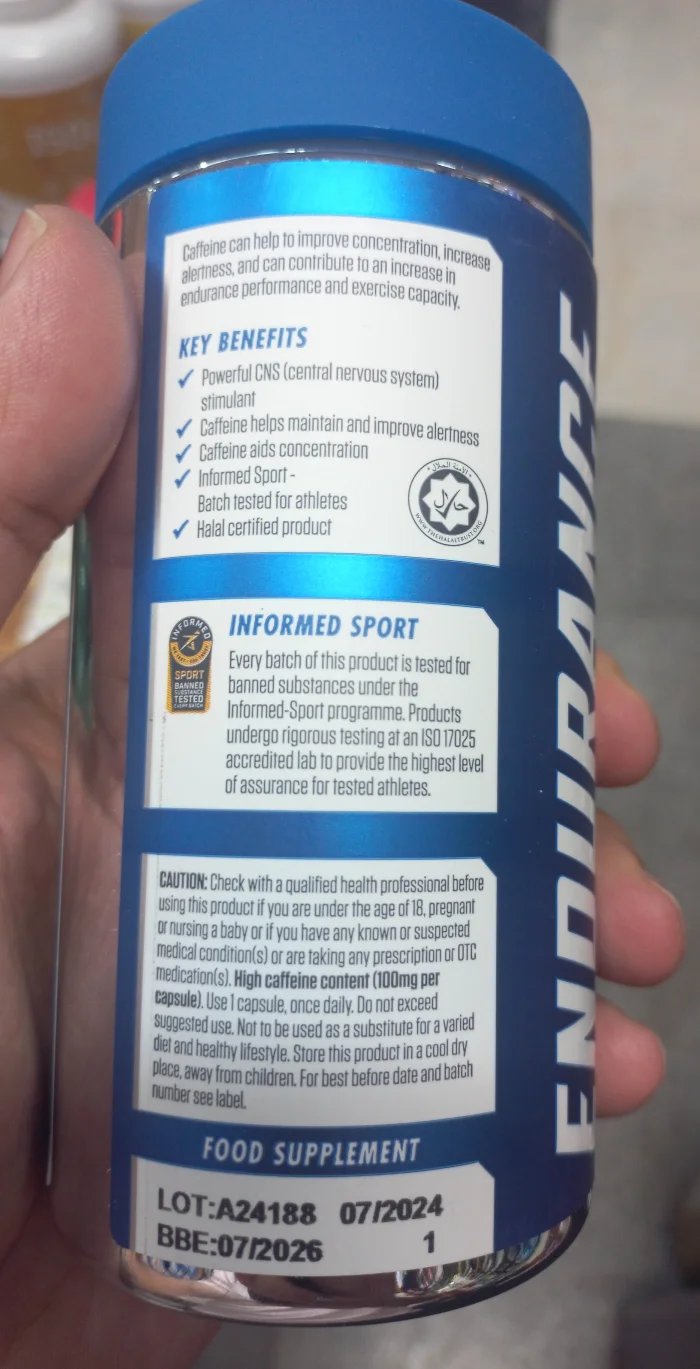 Caffeine can help to improve concentration, increase
alertness, and can contribute to an increase in
endurance performance and exercise capacity.
KEY BENEFITS
✓ Powerful CNS (central nervous system)
stimulant
✓ Caffeine helps maintain and improve alertness
✓ Caffeine aids concentration
✓ Informed Sport -
Batch tested for athletes
✓ Halal certified product
حلال
WWW.THEHALALTRUST.ORG
™
INFORMED
SPORT
BANNED
SUBSTANCE
TESTED
EVERY BATCH
INFORMED SPORT
Every batch of this product is tested for
banned substances under the
Informed-Sport programme. Products
undergo rigorous testing at an ISO 17025
accredited lab to provide the highest level
of assurance for tested athletes.
CAUTION: Check with a qualified health professional before
using this product if you are under the age of 18, pregnant
or nursing a baby or if you have any known or suspected
medical condition(s) or are taking any prescription or OTC
medication(s). High caffeine content (100mg per
capsule). Use 1 capsule, once daily. Do not exceed
suggested use. Not to be used as a substitute for a varied
diet and healthy lifestyle. Store this product in a cool dry
place, away from children. For best before date and batch
number see label.
FOOD SUPPLEMENT
LOT:A24188 07/2024
BBE:07/2026 1
ENDURANCE